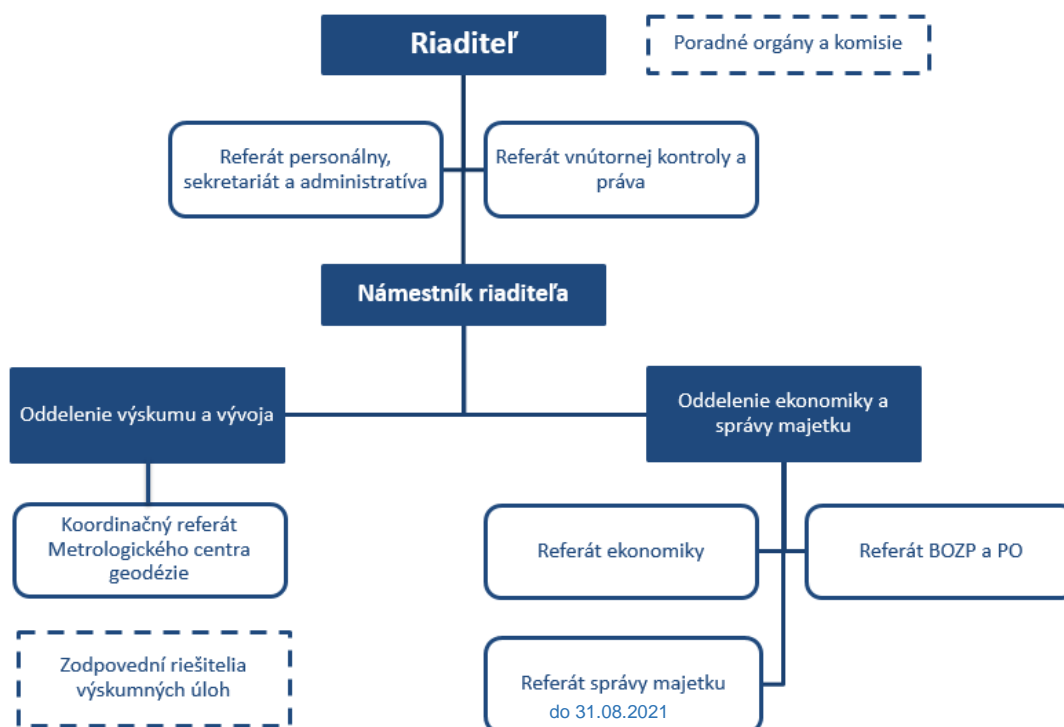 Riaditeľ
Poradné orgány a komisie
Referát personálny,
sekretariát a administratíva
Referát vnútornej kontroly a
práva
Námestník riaditeľa
Oddelenie výskumu a vývoja
Oddelenie ekonomiky a
správy majetku
Koordinačný referát
Metrologického centra
geodézie
Referát ekonomiky
Referát BOZP a PO
Zodpovední riešitelia
výskumných úloh
Referát správy majetku
do 31.08.2021